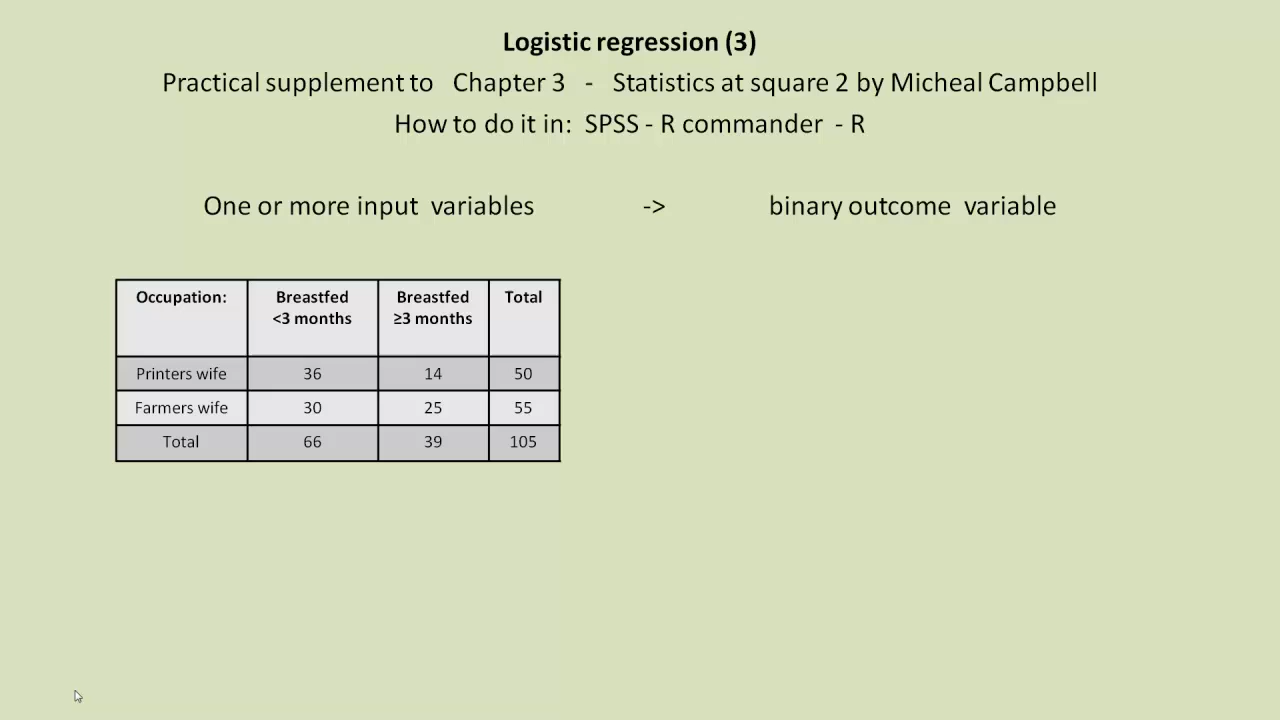 Logistic regression (3)
Practical supplement to Chapter 3 - Statistics at square 2 by Micheal Campbell
How to do it in: SPSS - R commander - R
One or more input variables -> binary outcome variable
Occupation: Breastfed Breastfed Total
<3 months ≥3 months
Printers wife 36 14 50
Farmers wife 30 25 55
Total 66 39 105